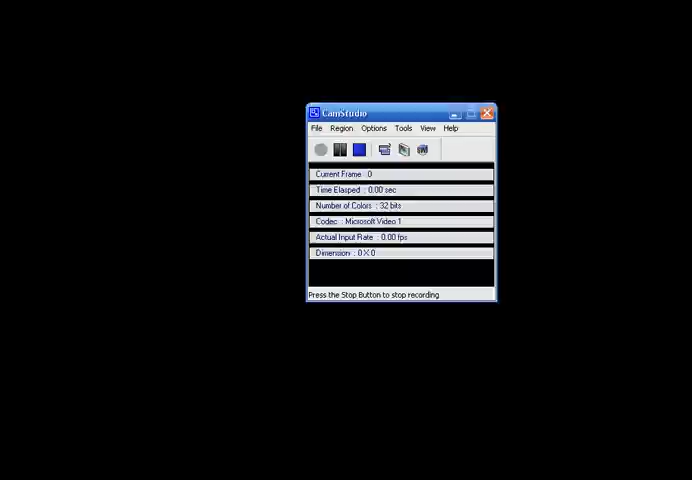 CamStudio
File Region Options Tools View Help
Current Frame 0
Time Elasped : 0.00 sec
Number of Colors : 32 bits
Codec : Microsoft Video 1
Actual Input Rate : 0.00 fps
Dimension : 0 X 0
Press the Stop Button to stop recording